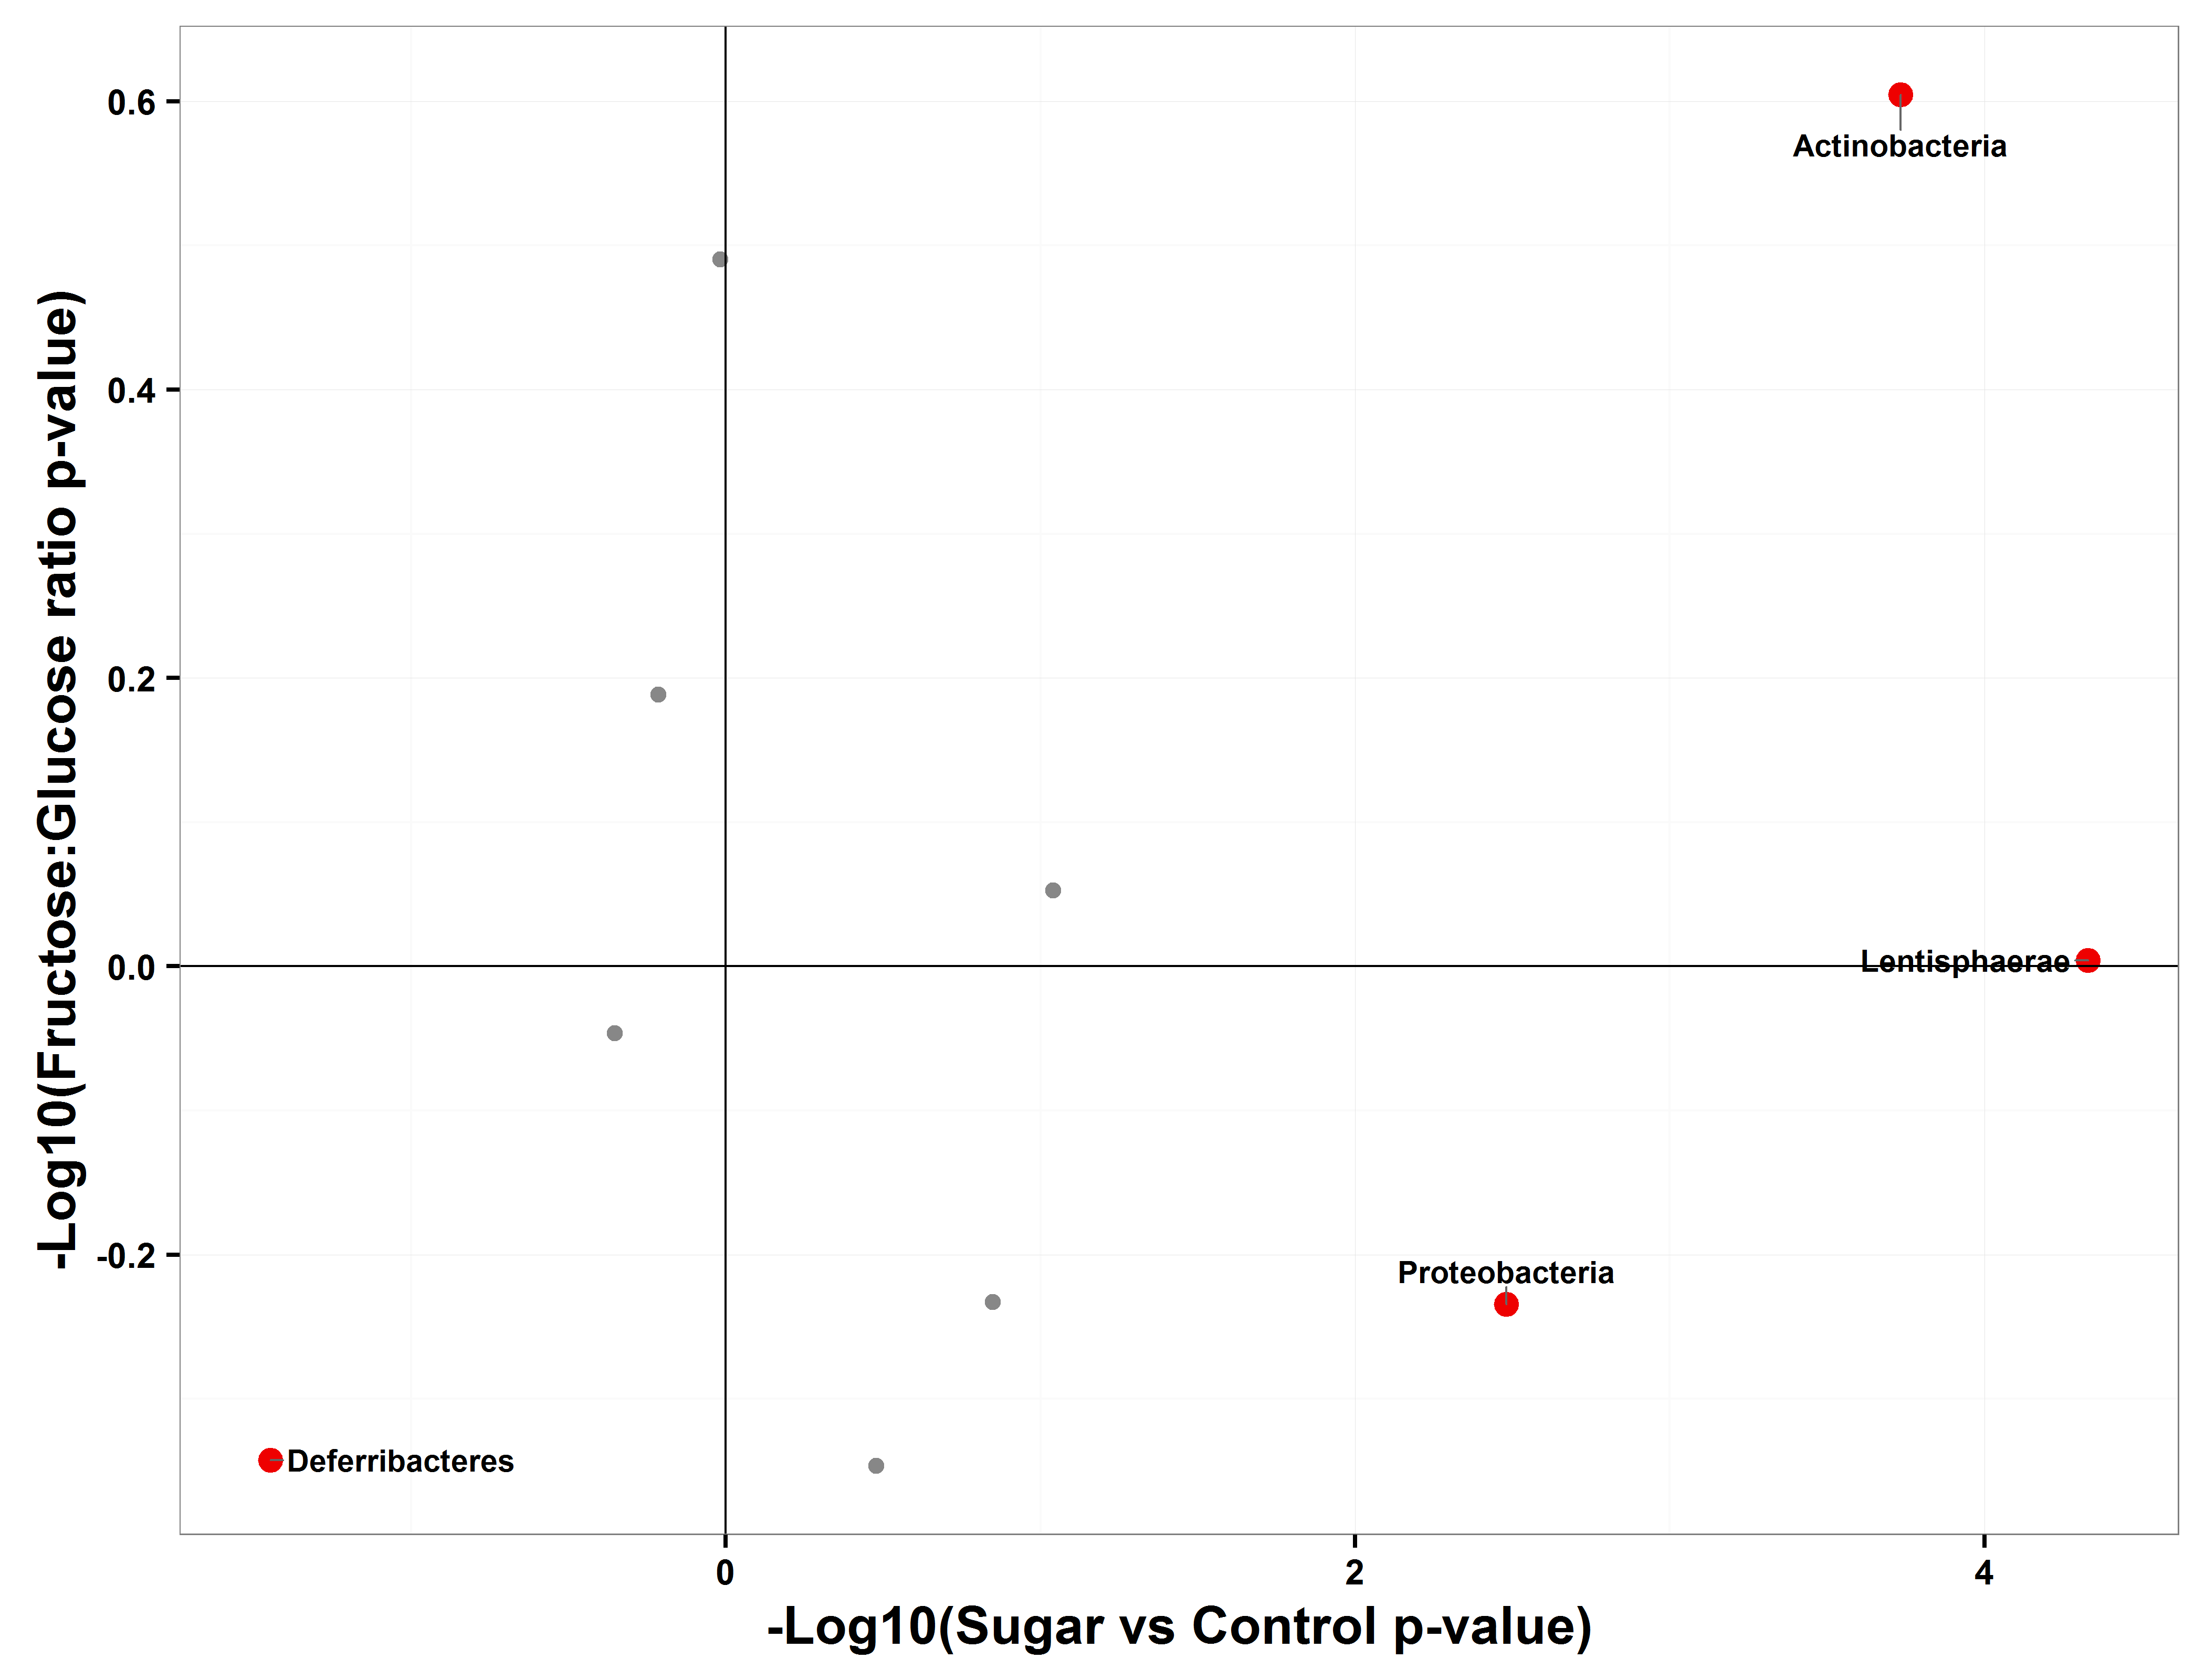 -Log10(Fructose:Glucose ratio p-value)
0.6
0.4
0.2
0.0
-0.2
Actinobacteria
Lentisphaerae
Proteobacteria
Deferribacteres
0
2
4
-Log10(Sugar vs Control p-value)